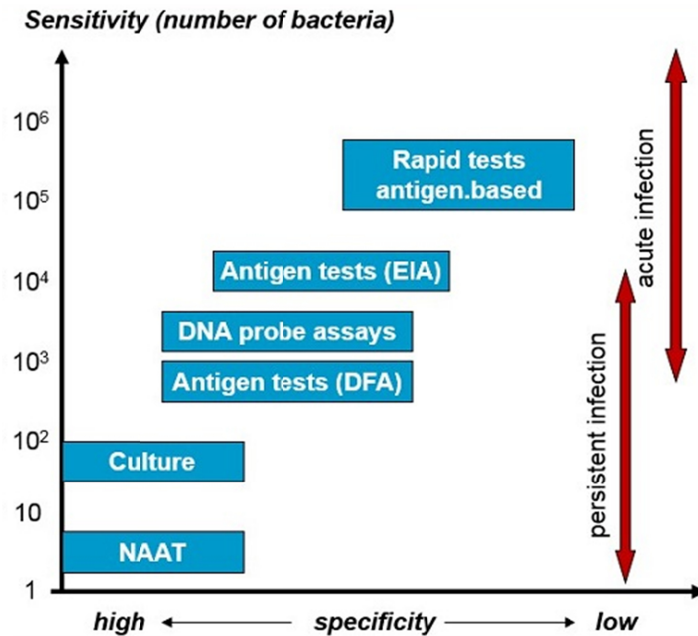 Sensitivity (number of bacteria)
10⁶
10⁵
10⁴
10³
10²
10
1
Rapid tests
antigen.based
Antigen tests (EIA)
DNA probe assays
Antigen tests (DFA)
Culture
NAAT
acute infection
persistent infection
high specificity low